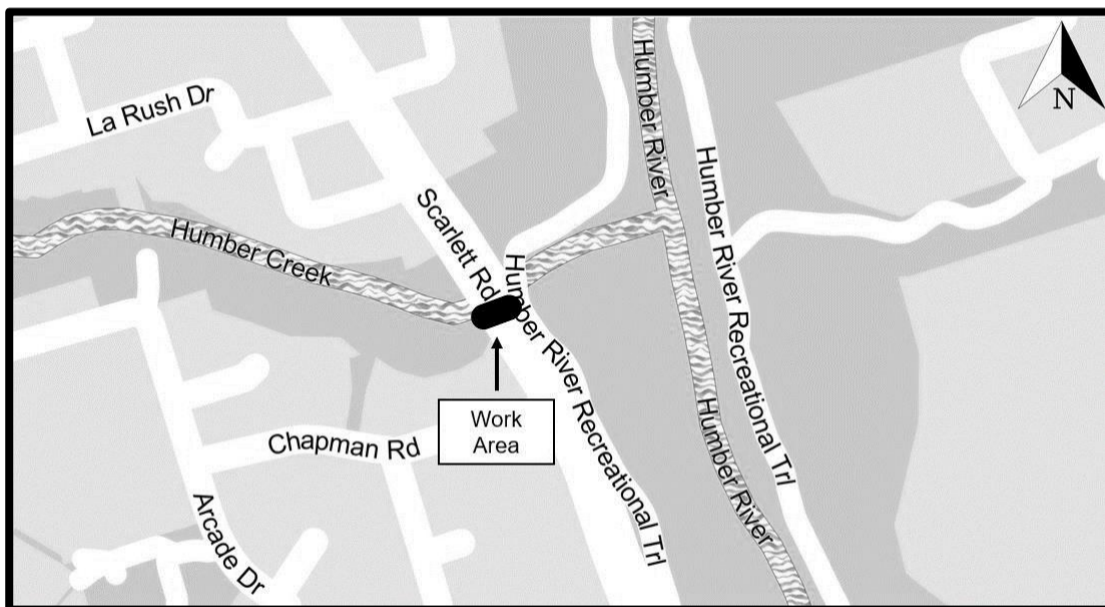 La Rush Dr
Humber River
Humber River Recreational Trl
N
Scarlett Rd
Humber Creek
Humber River Recreational Trl
Work
Area
Chapman Rd
Humber River
Arcade Dr